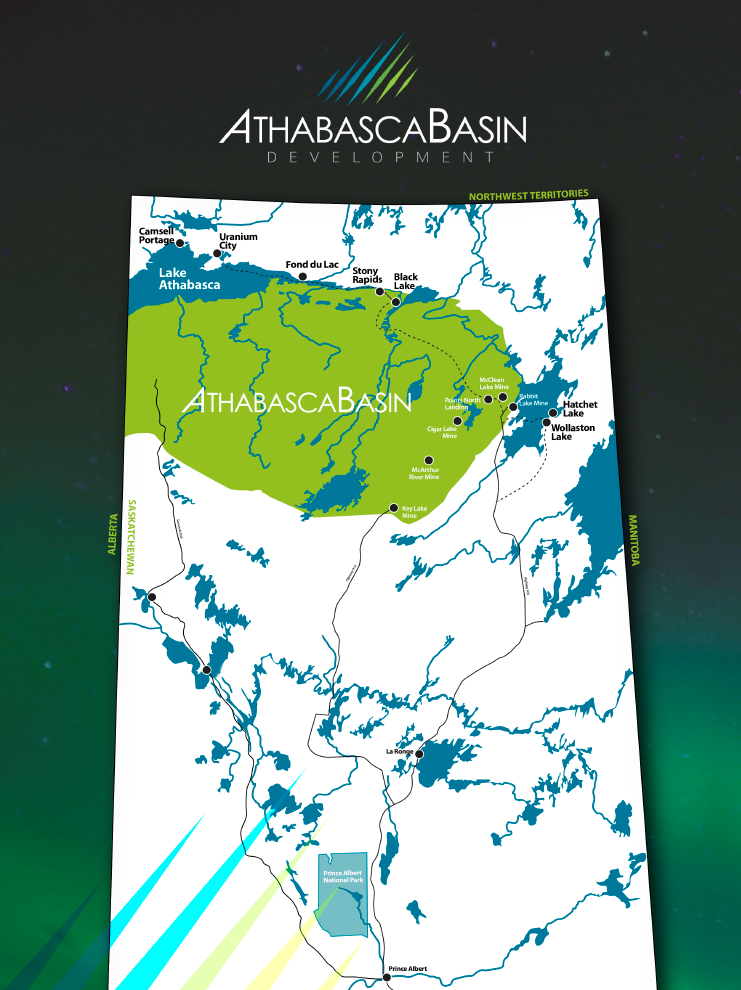 ATHABASCABASIN
DEVELOPMENT
NORTHWEST TERRITORIES
Camsell
Portage
Uranium
City
Fond du Lac
Stony
Rapids
Black
Lake
Lake
Athabasca
McClean
Lake Mine
ATHABASCABASIN
Points North
Landing
Rabbit
Lake Mine
Hatchet
Lake
Cigar Lake
Mine
Wollaston
Lake
McArthur
River Mine
Key Lake
Mine
ALBERTA
SASKATCHEWAN
MANITOBA
La Ronge
Prince Albert
National Park
Prince Albert